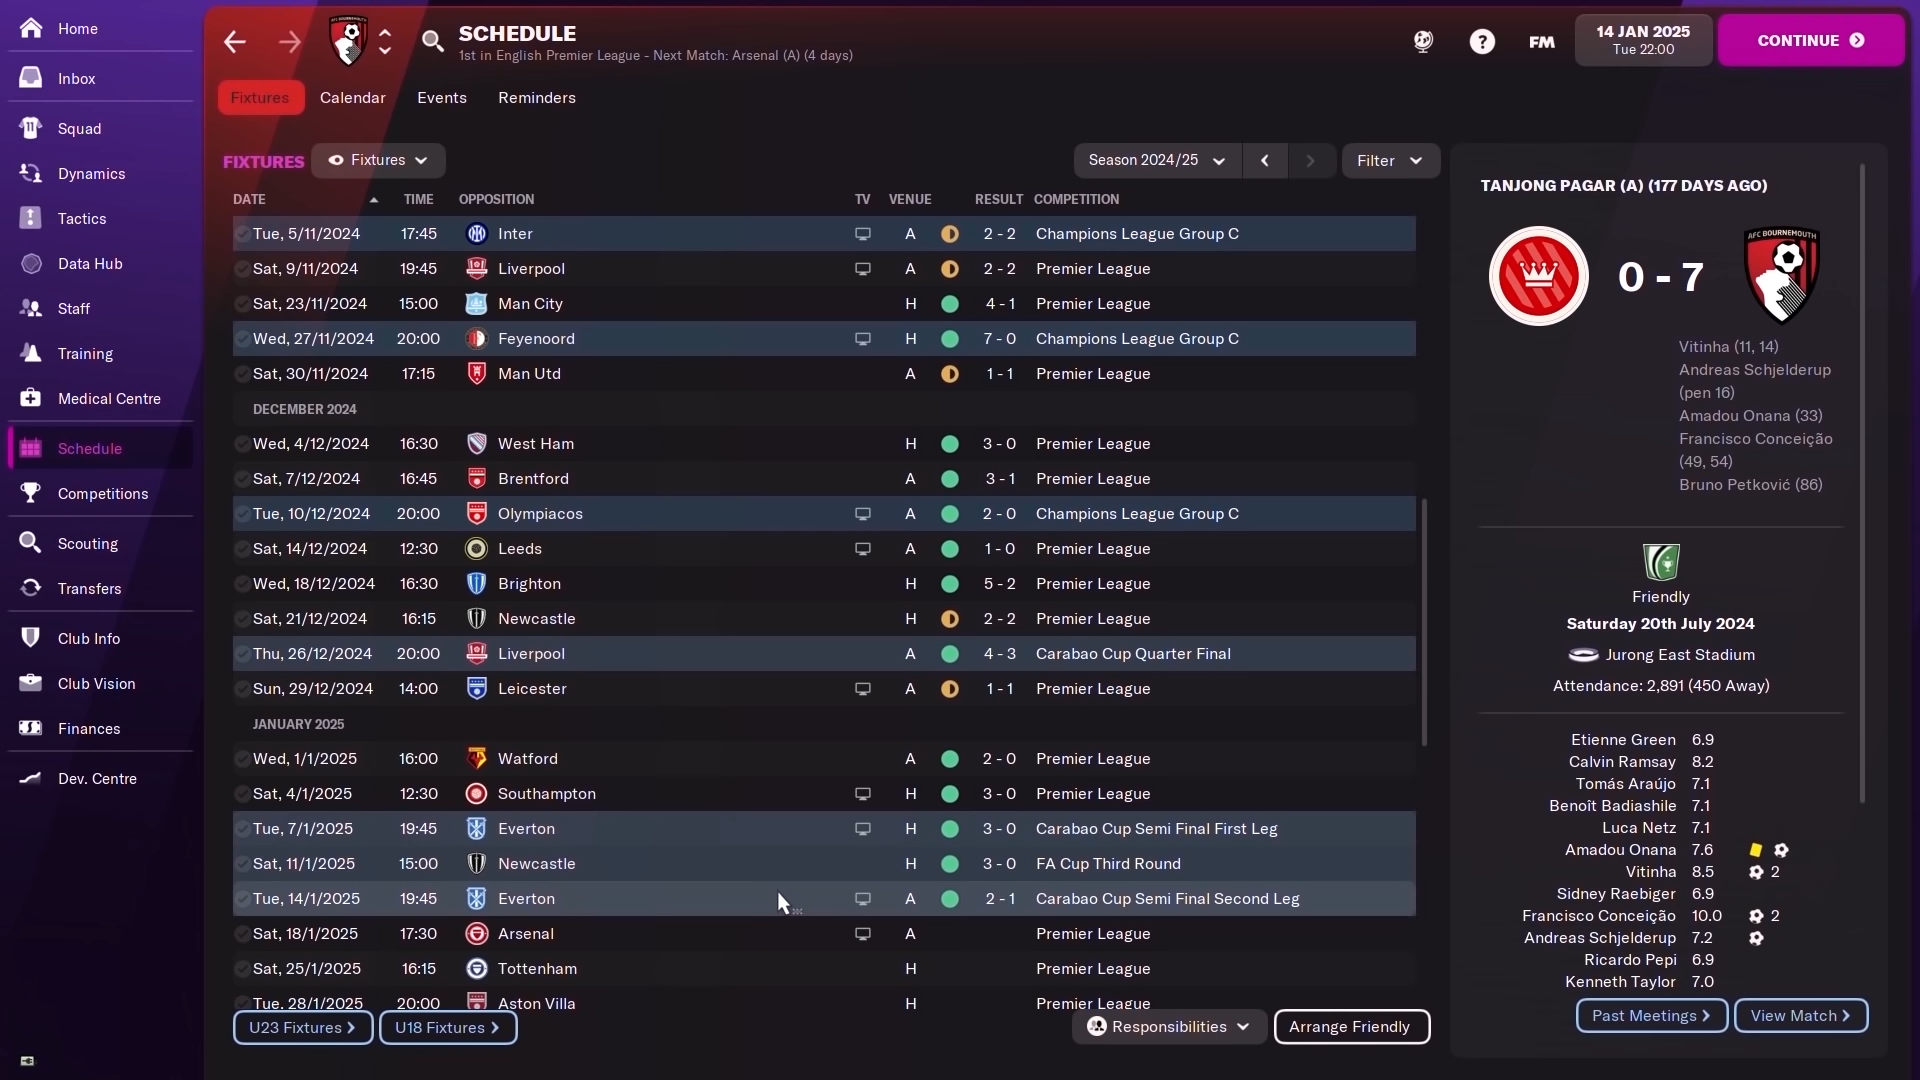 Home
Inbox
Squad
Dynamics
Tactics
Data Hub
Staff
Training
Medical Centre
Schedule
Competitions
Scouting
Transfers
Club Info
Club Vision
Finances
Dev. Centre
AFC BOURNEMOUTH
SCHEDULE
1st in English Premier League - Next Match: Arsenal (A) (4 days)
? FM 14 JAN 2025
Tue 22:00
CONTINUE
Fixtures Calendar Events Reminders
FIXTURES Fixtures Season 2024/25 Filter
DATE TIME OPPOSITION TV VENUE RESULT COMPETITION
Tue, 5/11/2024 17:45 Inter A 2 - 2 Champions League Group C
Sat, 9/11/2024 19:45 Liverpool A 2 - 2 Premier League
Sat, 23/11/2024 15:00 Man City H 4 - 1 Premier League
Wed, 27/11/2024 20:00 Feyenoord H 7 - 0 Champions League Group C
Sat, 30/11/2024 17:15 Man Utd A 1 - 1 Premier League
DECEMBER 2024
Wed, 4/12/2024 16:30 West Ham H 3 - 0 Premier League
Sat, 7/12/2024 16:45 Brentford A 3 - 1 Premier League
Tue, 10/12/2024 20:00 Olympiacos A 2 - 0 Champions League Group C
Sat, 14/12/2024 12:30 Leeds A 1 - 0 Premier League
Wed, 18/12/2024 16:30 Brighton H 5 - 2 Premier League
Sat, 21/12/2024 16:15 Newcastle H 2 - 2 Premier League
Thu, 26/12/2024 20:00 Liverpool A 4 - 3 Carabao Cup Quarter Final
Sun, 29/12/2024 14:00 Leicester A 1 - 1 Premier League
JANUARY 2025
Wed, 1/1/2025 16:00 Watford A 2 - 0 Premier League
Sat, 4/1/2025 12:30 Southampton H 3 - 0 Premier League
Tue, 7/1/2025 19:45 Everton H 3 - 0 Carabao Cup Semi Final First Leg
Sat, 11/1/2025 15:00 Newcastle H 3 - 0 FA Cup Third Round
Tue, 14/1/2025 19:45 Everton A 2 - 1 Carabao Cup Semi Final Second Leg
Sat, 18/1/2025 17:30 Arsenal A Premier League
Sat, 25/1/2025 16:15 Tottenham H Premier League
Tue, 28/1/2025 20:00 Aston Villa H Premier League
U23 Fixtures U18 Fixtures Responsibilities Arrange Friendly
TANJONG PAGAR (A) (177 DAYS AGO)
AFC BOURNEMOUTH
0 - 7
Vitinha (11, 14)
Andreas Schjelderup
(pen 16)
Amadou Onana (33)
Francisco Conceição
(49, 54)
Bruno Petković (86)
Friendly
Saturday 20th July 2024
Jurong East Stadium
Attendance: 2,891 (450 Away)
Etienne Green 6.9
Calvin Ramsay 8.2
Tomás Araújo 7.1
Benoît Badiashile 7.1
Luca Netz 7.1
Amadou Onana 7.6
Vitinha 8.5 2
Sidney Raebiger 6.9
Francisco Conceição 10.0 2
Andreas Schjelderup 7.2
Ricardo Pepi 6.9
Kenneth Taylor 7.0
Past Meetings View Match